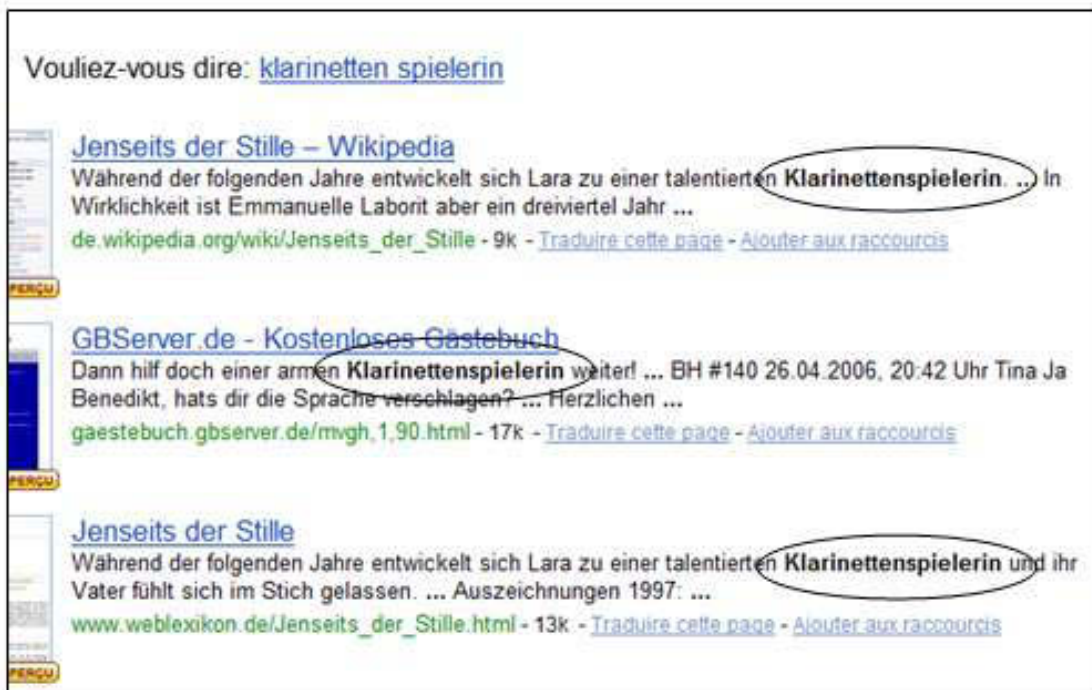 Vouliez-vous dire: klarinetten spielerin
Jenseits der Stille – Wikipedia
Während der folgenden Jahre entwickelt sich Lara zu einer talentierten Klarinettenspielerin. ... In
Wirklichkeit ist Emmanuelle Laborit aber ein dreiviertel Jahr ...
de.wikipedia.org/wiki/Jenseits_der_Stille - 9k - Traduire cette page - Ajouter aux raccourcis
PERÇU
GBServer.de - Kostenloses Gästebuch
Dann hilf doch einer armen Klarinettenspielerin weiter! ... BH #140 26.04.2006, 20:42 Uhr Tina Ja
Benedikt, hats dir die Sprache verschlagen? ... Herzlichen ...
gaestebuch.gbserver.de/mvgh,1,90.html - 17k - Traduire cette page - Ajouter aux raccourcis
PERÇU
Jenseits der Stille
Während der folgenden Jahre entwickelt sich Lara zu einer talentierten Klarinettenspielerin und ihr
Vater fühlt sich im Stich gelassen. ... Auszeichnungen 1997: ...
www.weblexikon.de/Jenseits_der_Stille.html - 13k - Traduire cette page - Ajouter aux raccourcis
PERÇU